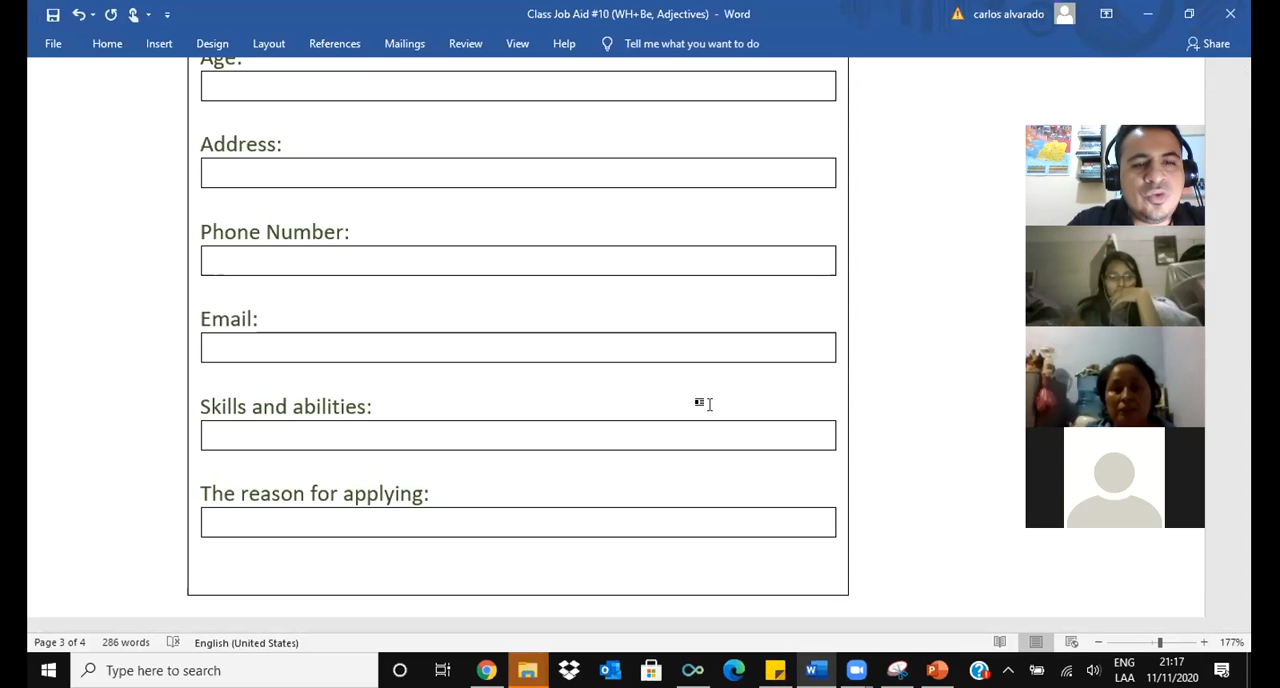 Class Job Aid #10 (WH+Be, Adjectives) - Word
carlos alvarado
File Home Insert Design Layout References Mailings Review View Help Tell me what you want to do Share
Age:
Address:
Phone Number:
Email:
Skills and abilities:
The reason for applying:
Page 3 of 4 286 words English (United States) 177%
Type here to search
ENG 21:17
LAA 11/11/2020